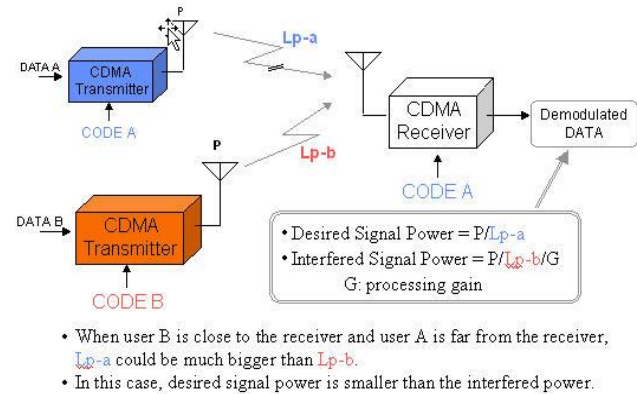 P
Lp-a
DATA A
CDMA
Transmitter
CODE A
CDMA
Receiver
Demodulated
DATA
CODE A
P
Lp-b
DATA B
CDMA
Transmitter
CODE B
• Desired Signal Power = P/Lp-a
• Interfered Signal Power = P/Lp-b/G
G: processing gain
• When user B is close to the receiver and user A is far from the receiver,
Lp-a could be much bigger than Lp-b.
• In this case, desired signal power is smaller than the interfered power.